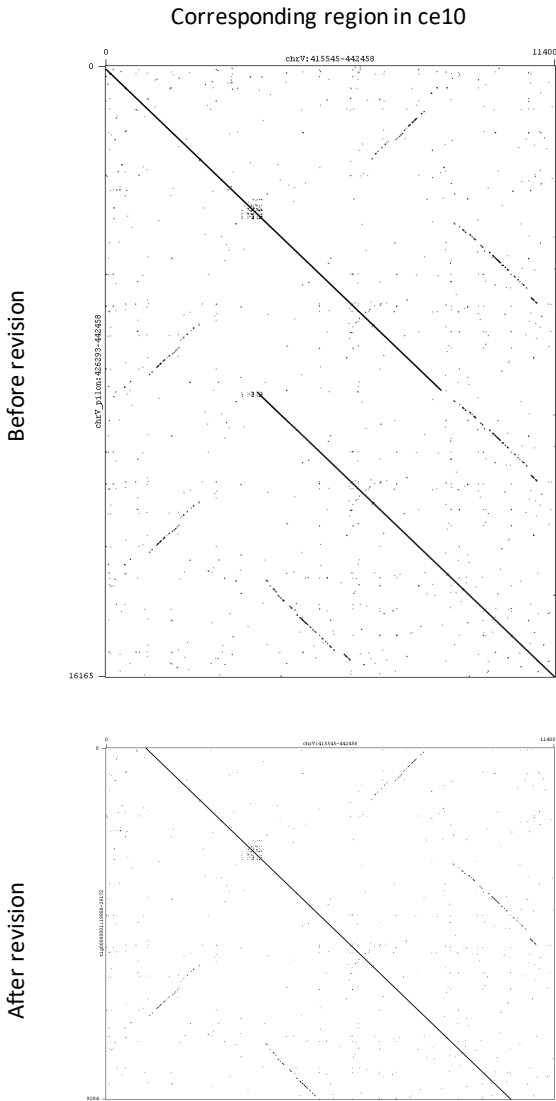 Corresponding region in ce10
0
11400
chrV:415545-442458
0
Before revision
chrV_pilon:426293-442458
16165
0
11400
chrV:415545-442458
0
After revision
9284